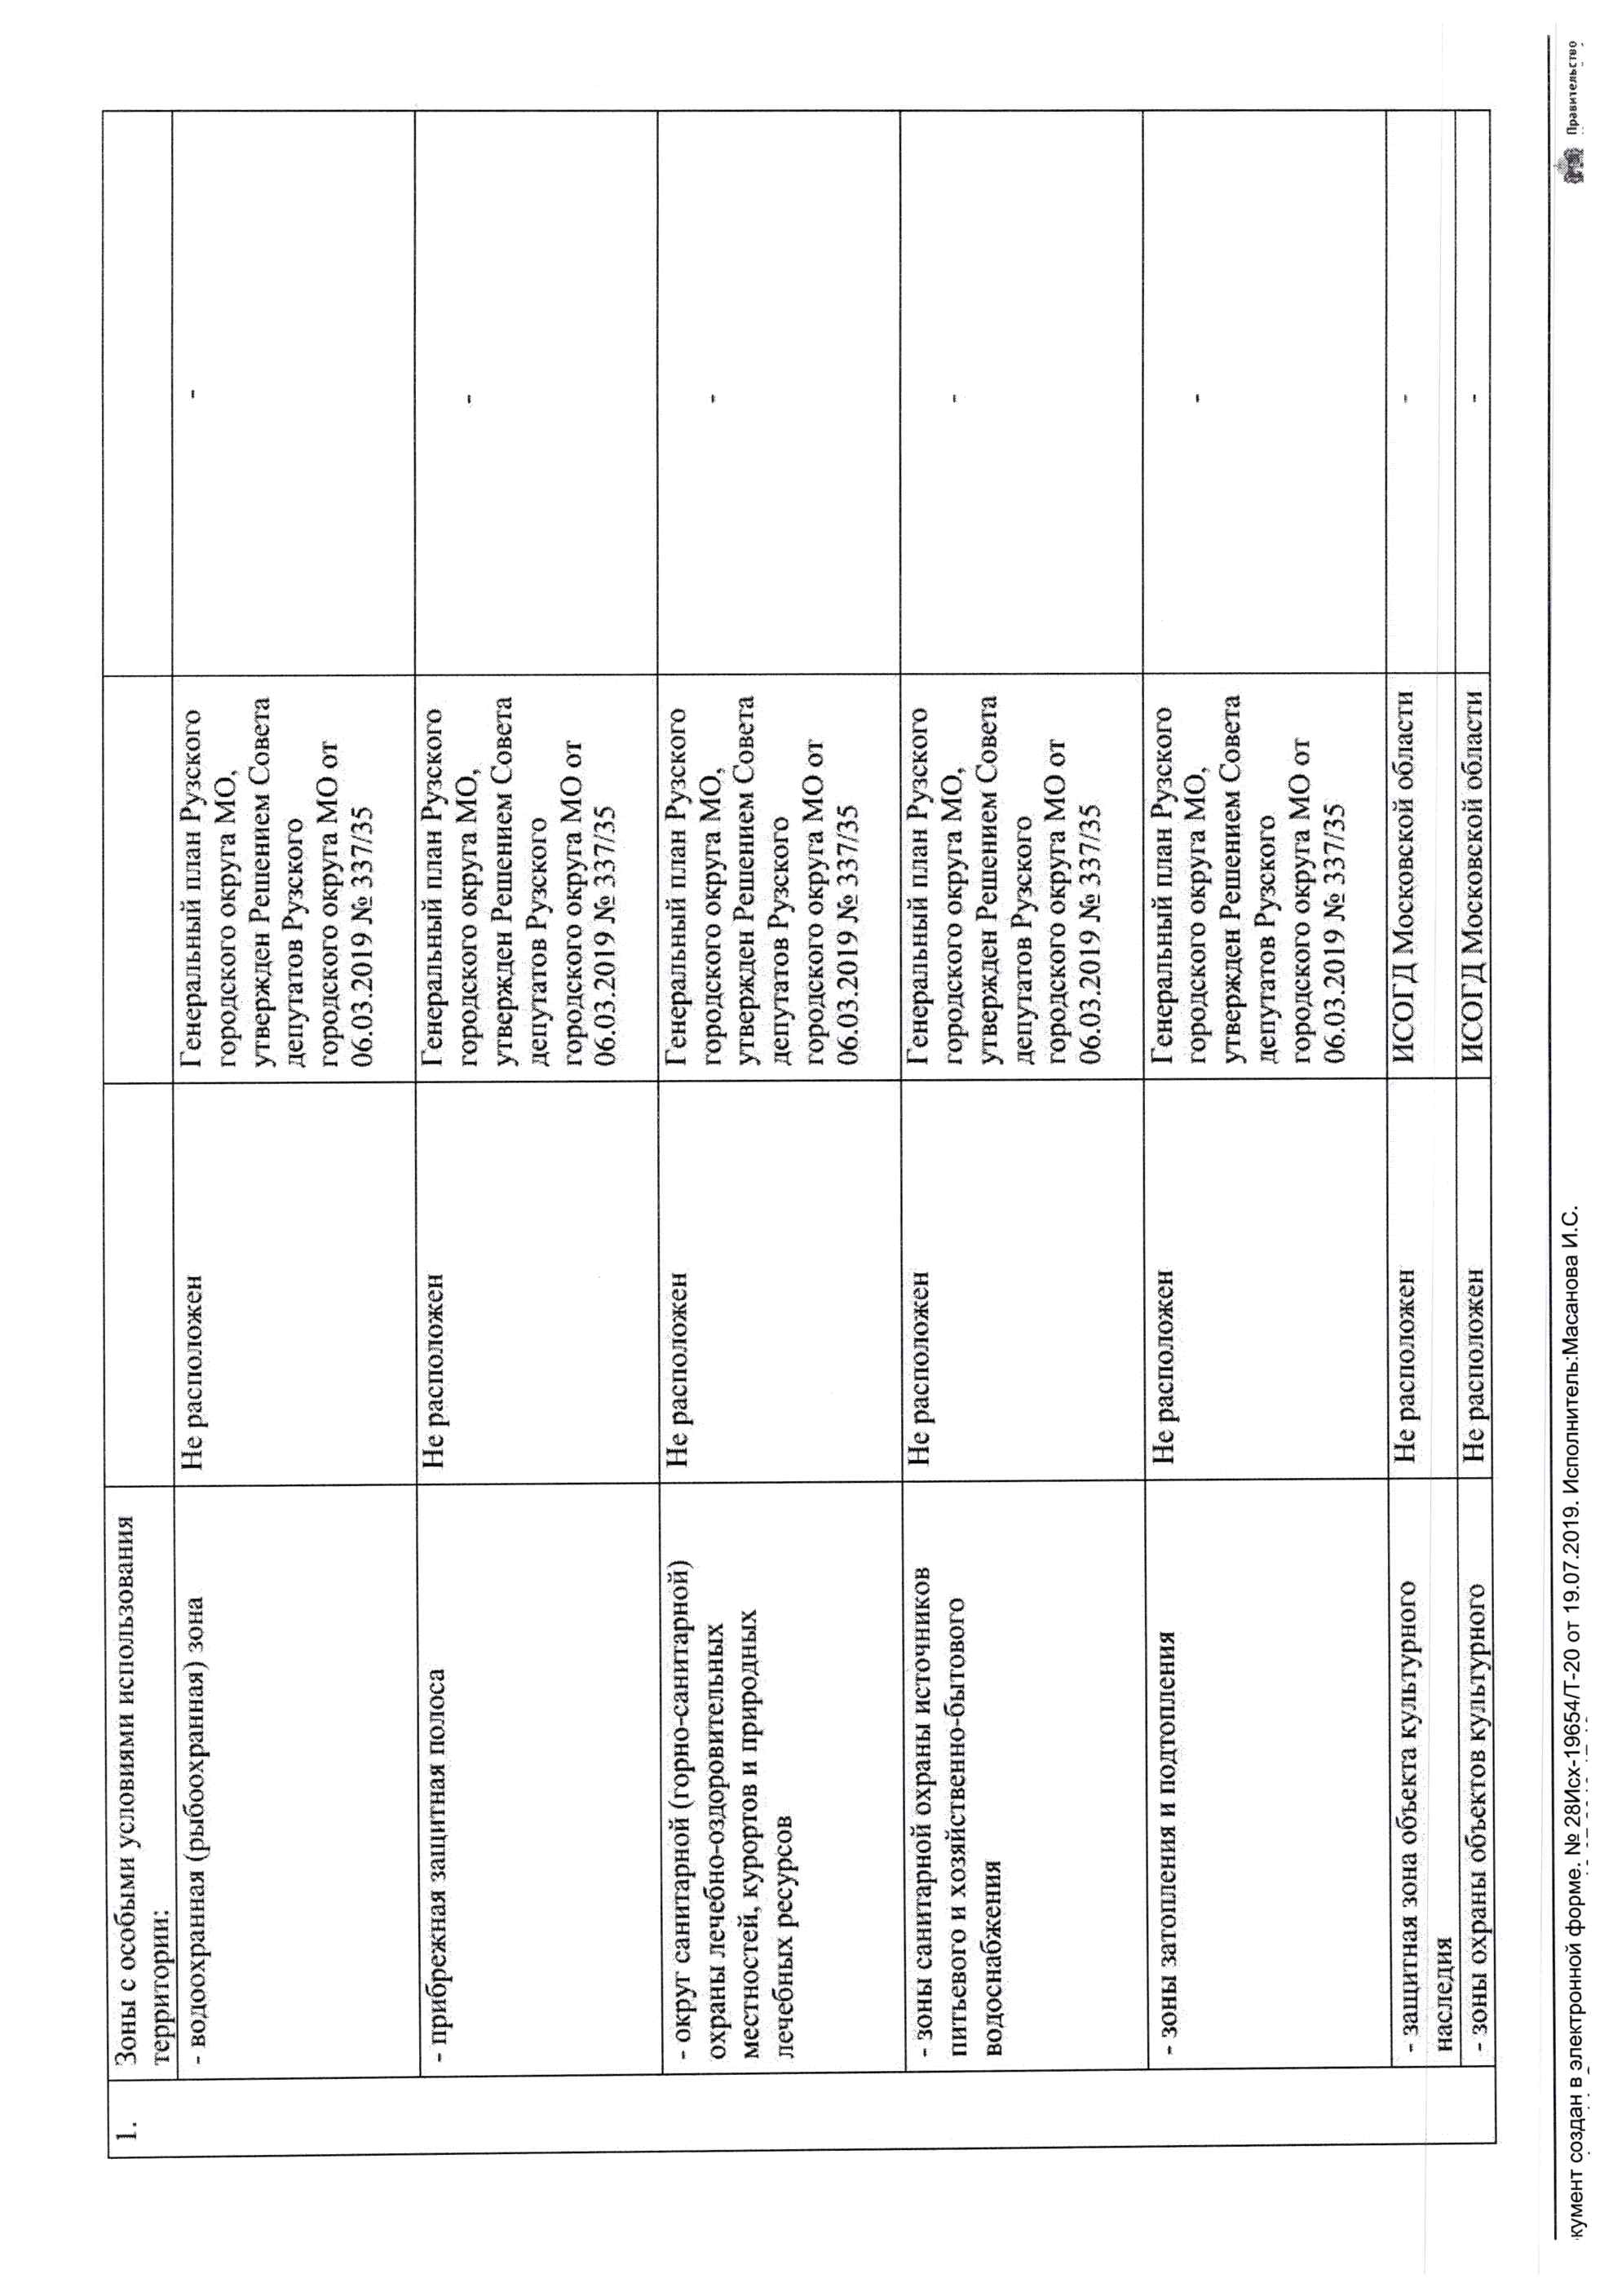 1.
Зоны с особыми условиями использования
территории:
- водоохранная (рыбоохранная) зона
Не расположен
Генеральный план Рузского
городского округа МО,
утвержден Решением Совета
депутатов Рузского
городского округа МО от
06.03.2019 № 337/35
-
- прибрежная защитная полоса
Не расположен
Генеральный план Рузского
городского округа МО,
утвержден Решением Совета
депутатов Рузского
городского округа МО от
06.03.2019 № 337/35
-
- округ санитарной (горно-санитарной)
охраны лечебно-оздоровительных
местностей, курортов и природных
лечебных ресурсов
Не расположен
Генеральный план Рузского
городского округа МО,
утвержден Решением Совета
депутатов Рузского
городского округа МО от
06.03.2019 № 337/35
-
- зоны санитарной охраны источников
питьевого и хозяйственно-бытового
водоснабжения
Не расположен
Генеральный план Рузского
городского округа МО,
утвержден Решением Совета
депутатов Рузского
городского округа МО от
06.03.2019 № 337/35
-
- зоны затопления и подтопления
Не расположен
Генеральный план Рузского
городского округа МО,
утвержден Решением Совета
депутатов Рузского
городского округа МО от
06.03.2019 № 337/35
-
- защитная зона объекта культурного
наследия
Не расположен
ИСОГД Московской области
-
- зоны охраны объектов культурного
Не расположен
ИСОГД Московской области
-
кумент создан в электронной форме. № 28Исх-19654/Т-20 от 19.07.2019. Исполнитель:Масанова И.С.
Правительство